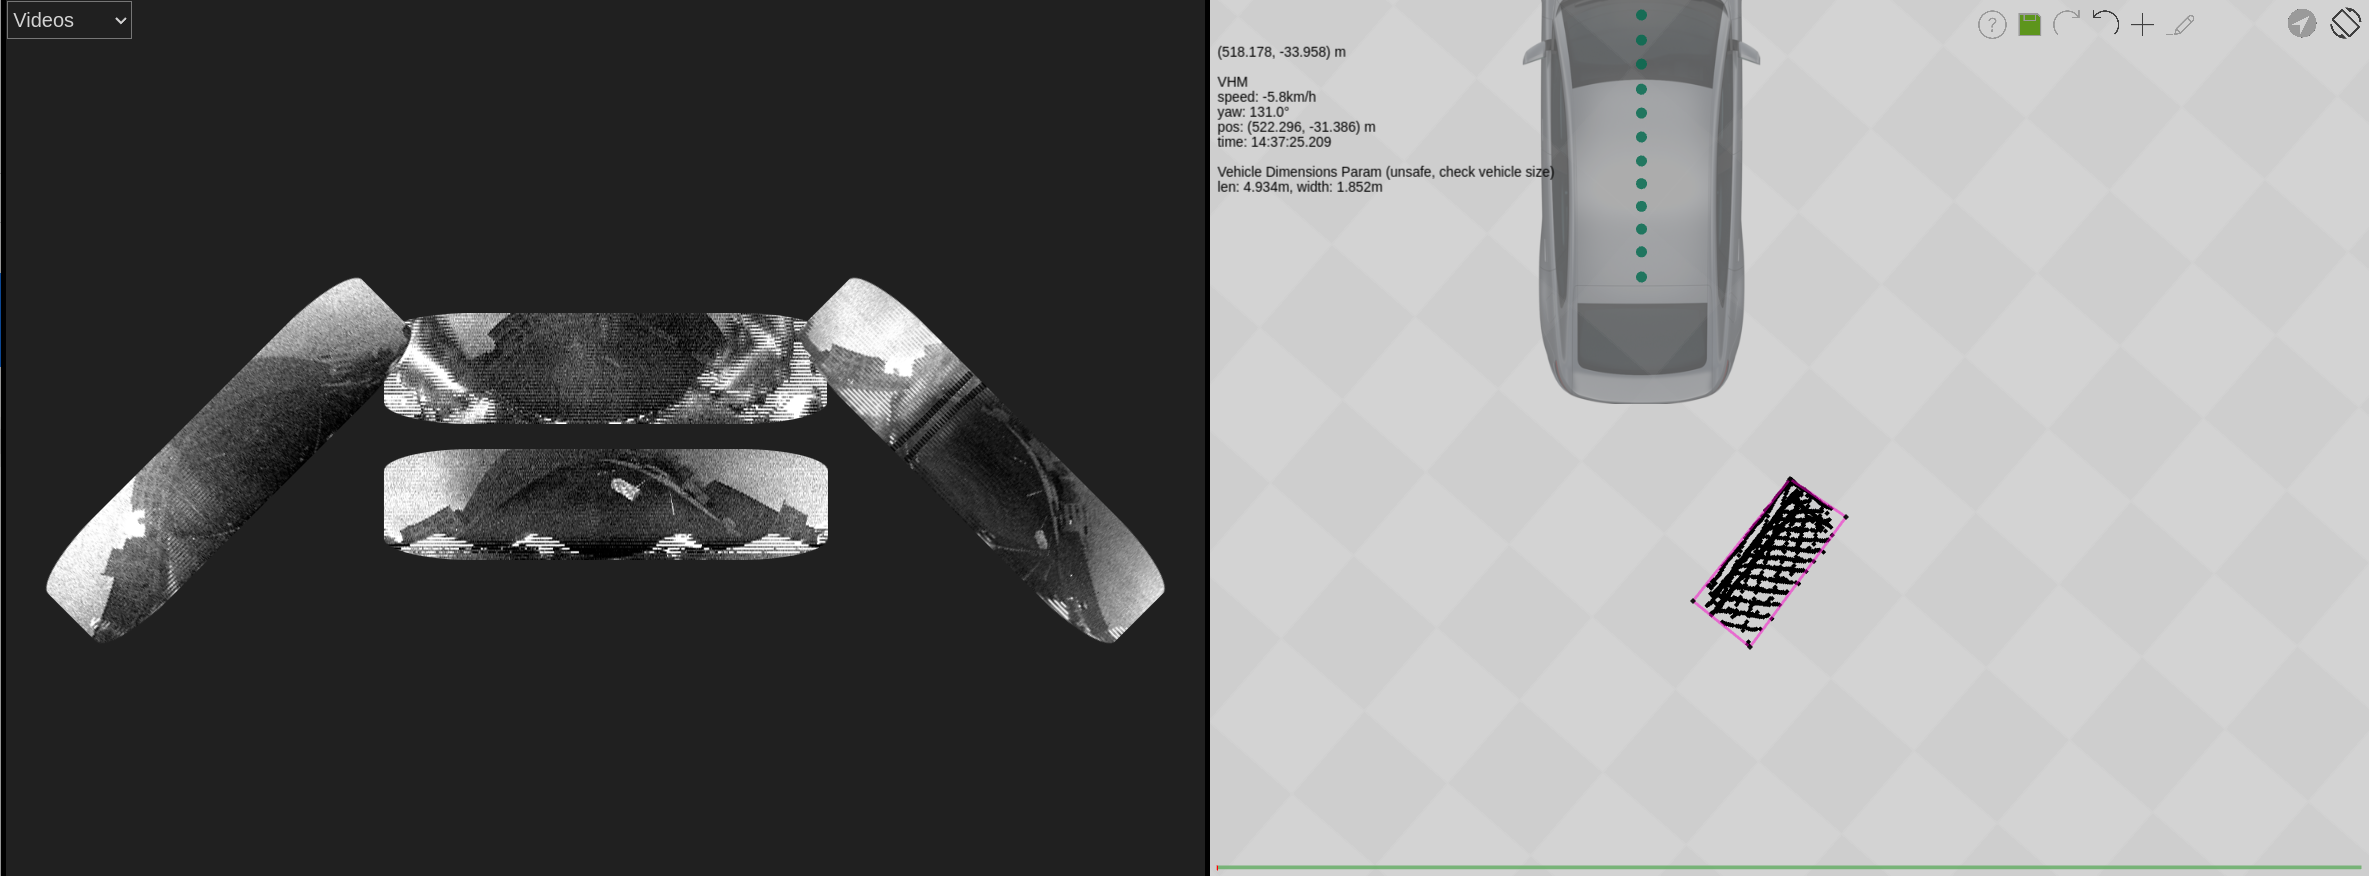 Videos
?
(518.178, -33.958) m
VHM
speed: -5.8km/h
yaw: 131.0°
pos: (522.296, -31.386) m
time: 14:37:25.209
Vehicle Dimensions Param (unsafe, check vehicle size)
len: 4.934m, width: 1.852m